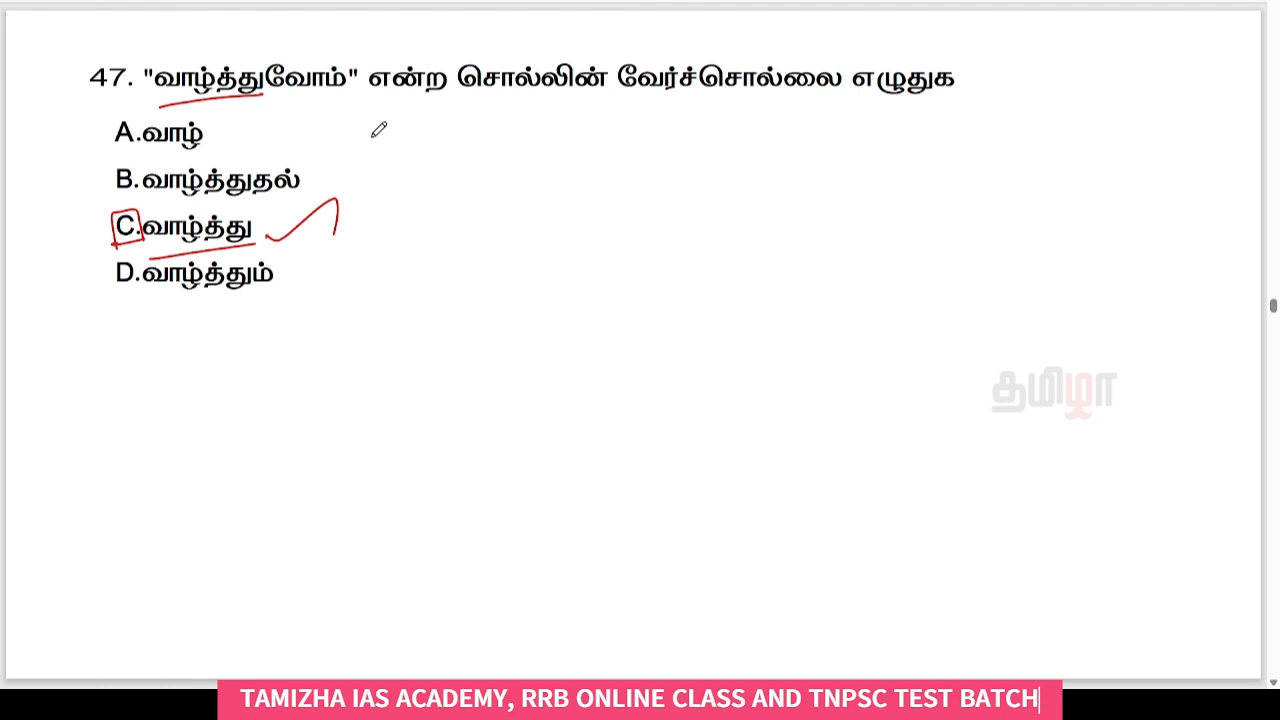 47. "வாழ்த்துவோம்" என்ற சொல்லின் வேர்ச்சொல்லை எழுதுக
A.வாழ்
B.வாழ்த்துதல்
C.வாழ்த்து
D.வாழ்த்தும்
தமிழா
TAMIZHA IAS ACADEMY, RRB ONLINE CLASS AND TNPSC TEST BATCH